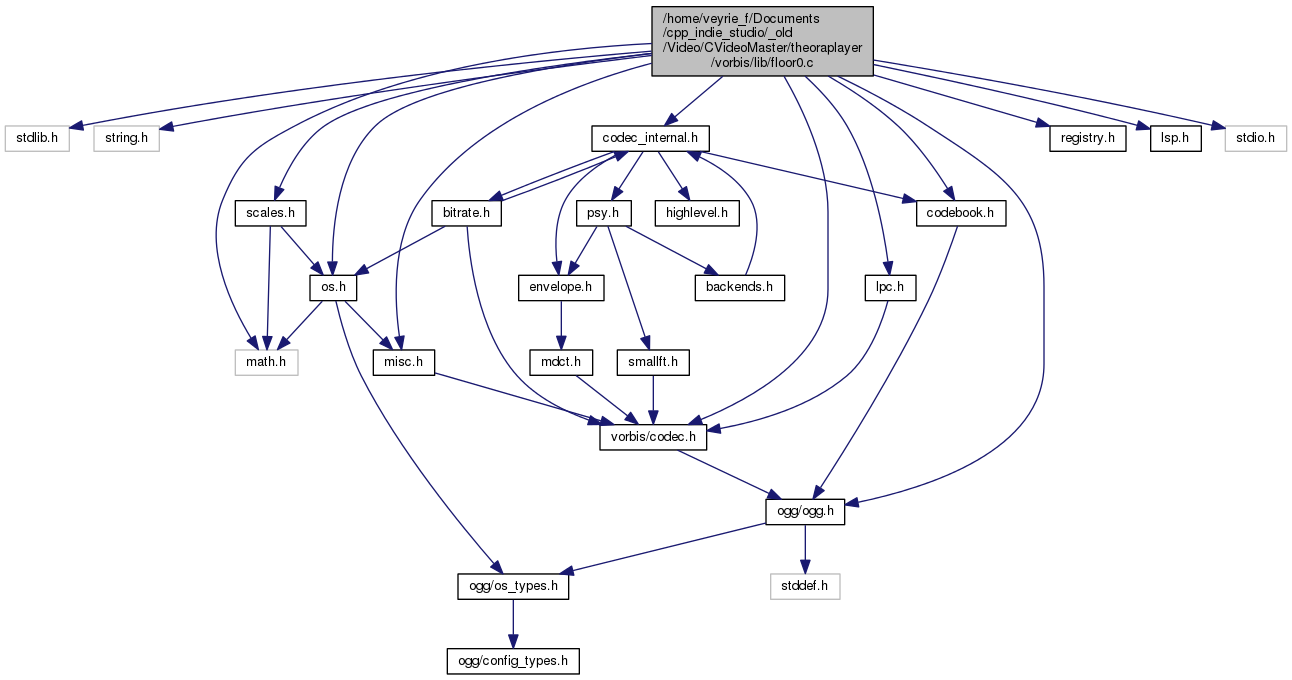 /home/veyrie_f/Documents
/cpp_indie_studio/_old
/Video/CVideoMaster/theoraplayer
/vorbis/lib/floor0.c
stdlib.h
string.h
codec_internal.h
registry.h
lsp.h
stdio.h
scales.h
bitrate.h
psy.h
highlevel.h
codebook.h
os.h
envelope.h
backends.h
lpc.h
math.h
misc.h
mdct.h
smallft.h
vorbis/codec.h
ogg/ogg.h
ogg/os_types.h
stddef.h
ogg/config_types.h